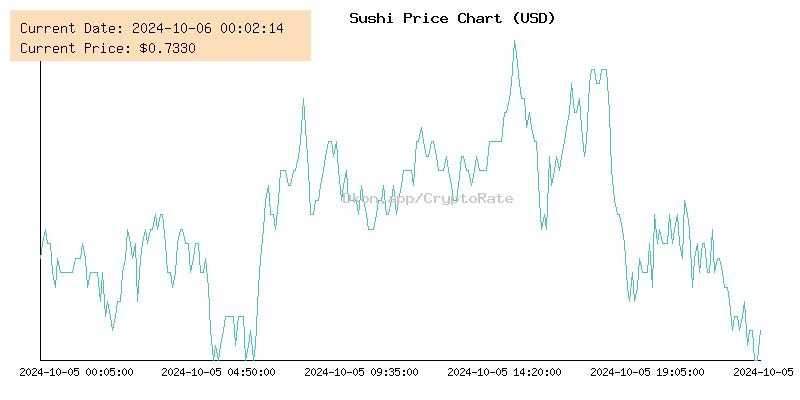 Sushi Price Chart (USD)
Current Date: 2024-10-06 00:02:14
Current Price: $0.7330
Okon.app/CryptoRate
2024-10-05 00:05:00 2024-10-05 04:50:00 2024-10-05 09:35:00 2024-10-05 14:20:00 2024-10-05 19:05:00 2024-10-05